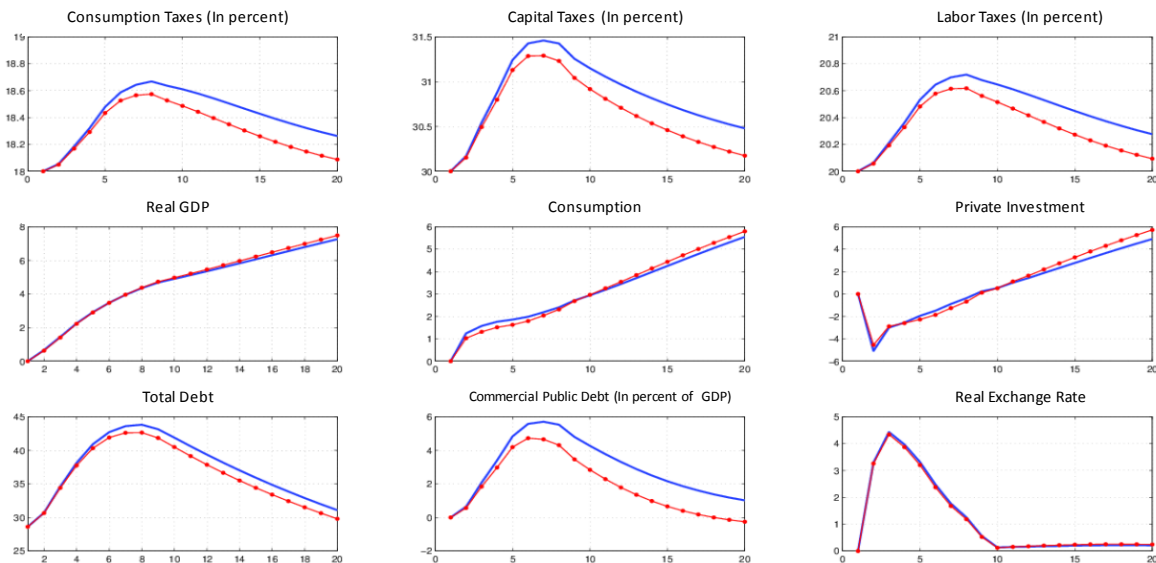 Consumption Taxes (In percent)
Capital Taxes (In percent)
Labor Taxes (In percent)
19
18.8
18.6
18.4
18.2
18
0 5 10 15 20
31.5
31
30.5
30
0 5 10 15 20
21
20.8
20.6
20.4
20.2
20
0 5 10 15 20
Real GDP
Consumption
Private Investment
8
6
4
2
0
2 4 6 8 10 12 14 16 18 20
6
5
4
3
2
1
0
0 5 10 15 20
6
4
2
0
−2
−4
−6
0 5 10 15 20
Total Debt
Commercial Public Debt (In percent of GDP)
Real Exchange Rate
45
40
35
30
25
2 4 6 8 10 12 14 16 18 20
6
4
2
0
−2
0 5 10 15 20
5
4
3
2
1
0
0 5 10 15 20